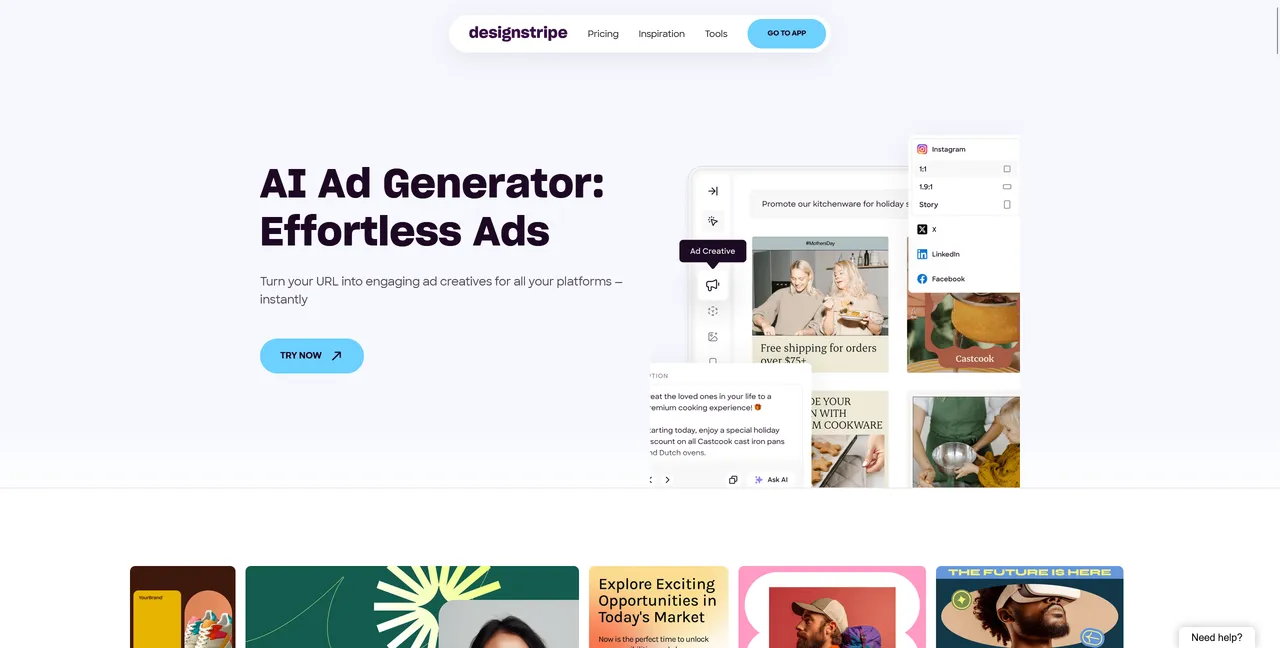 designstripe
Pricing
Inspiration
Tools
GO TO APP
AI Ad Generator:
Effortless Ads
Turn your URL into engaging ad creatives for all your platforms —
instantly
TRY NOW
Promote our kitchenware for holiday s
Instagram
1:1
1.9:1
Story
X
LinkedIn
Facebook
Ad Creative
#MothersDay
Free shipping for orders
over $75+
Castcook
PTION
reat the loved ones in your life to a
remium cooking experience! 🎁
tarting today, enjoy a special holiday
scount on all Castcook cast iron pans
nd Dutch ovens.
Ask AI
DE YOUR
N WITH
M COOKWARE
YourBrand
Explore Exciting
Opportunities in
Today's Market
Now is the perfect time to unlock
THE FUTURE IS HERE
Need help?